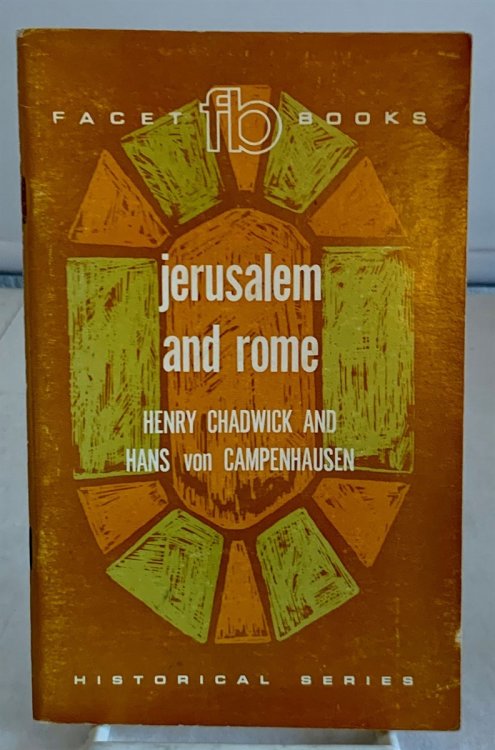 FACET fb BOOKS
jerusalem
and rome
HENRY CHADWICK AND
HANS von CAMPENHAUSEN
HISTORICAL SERIES